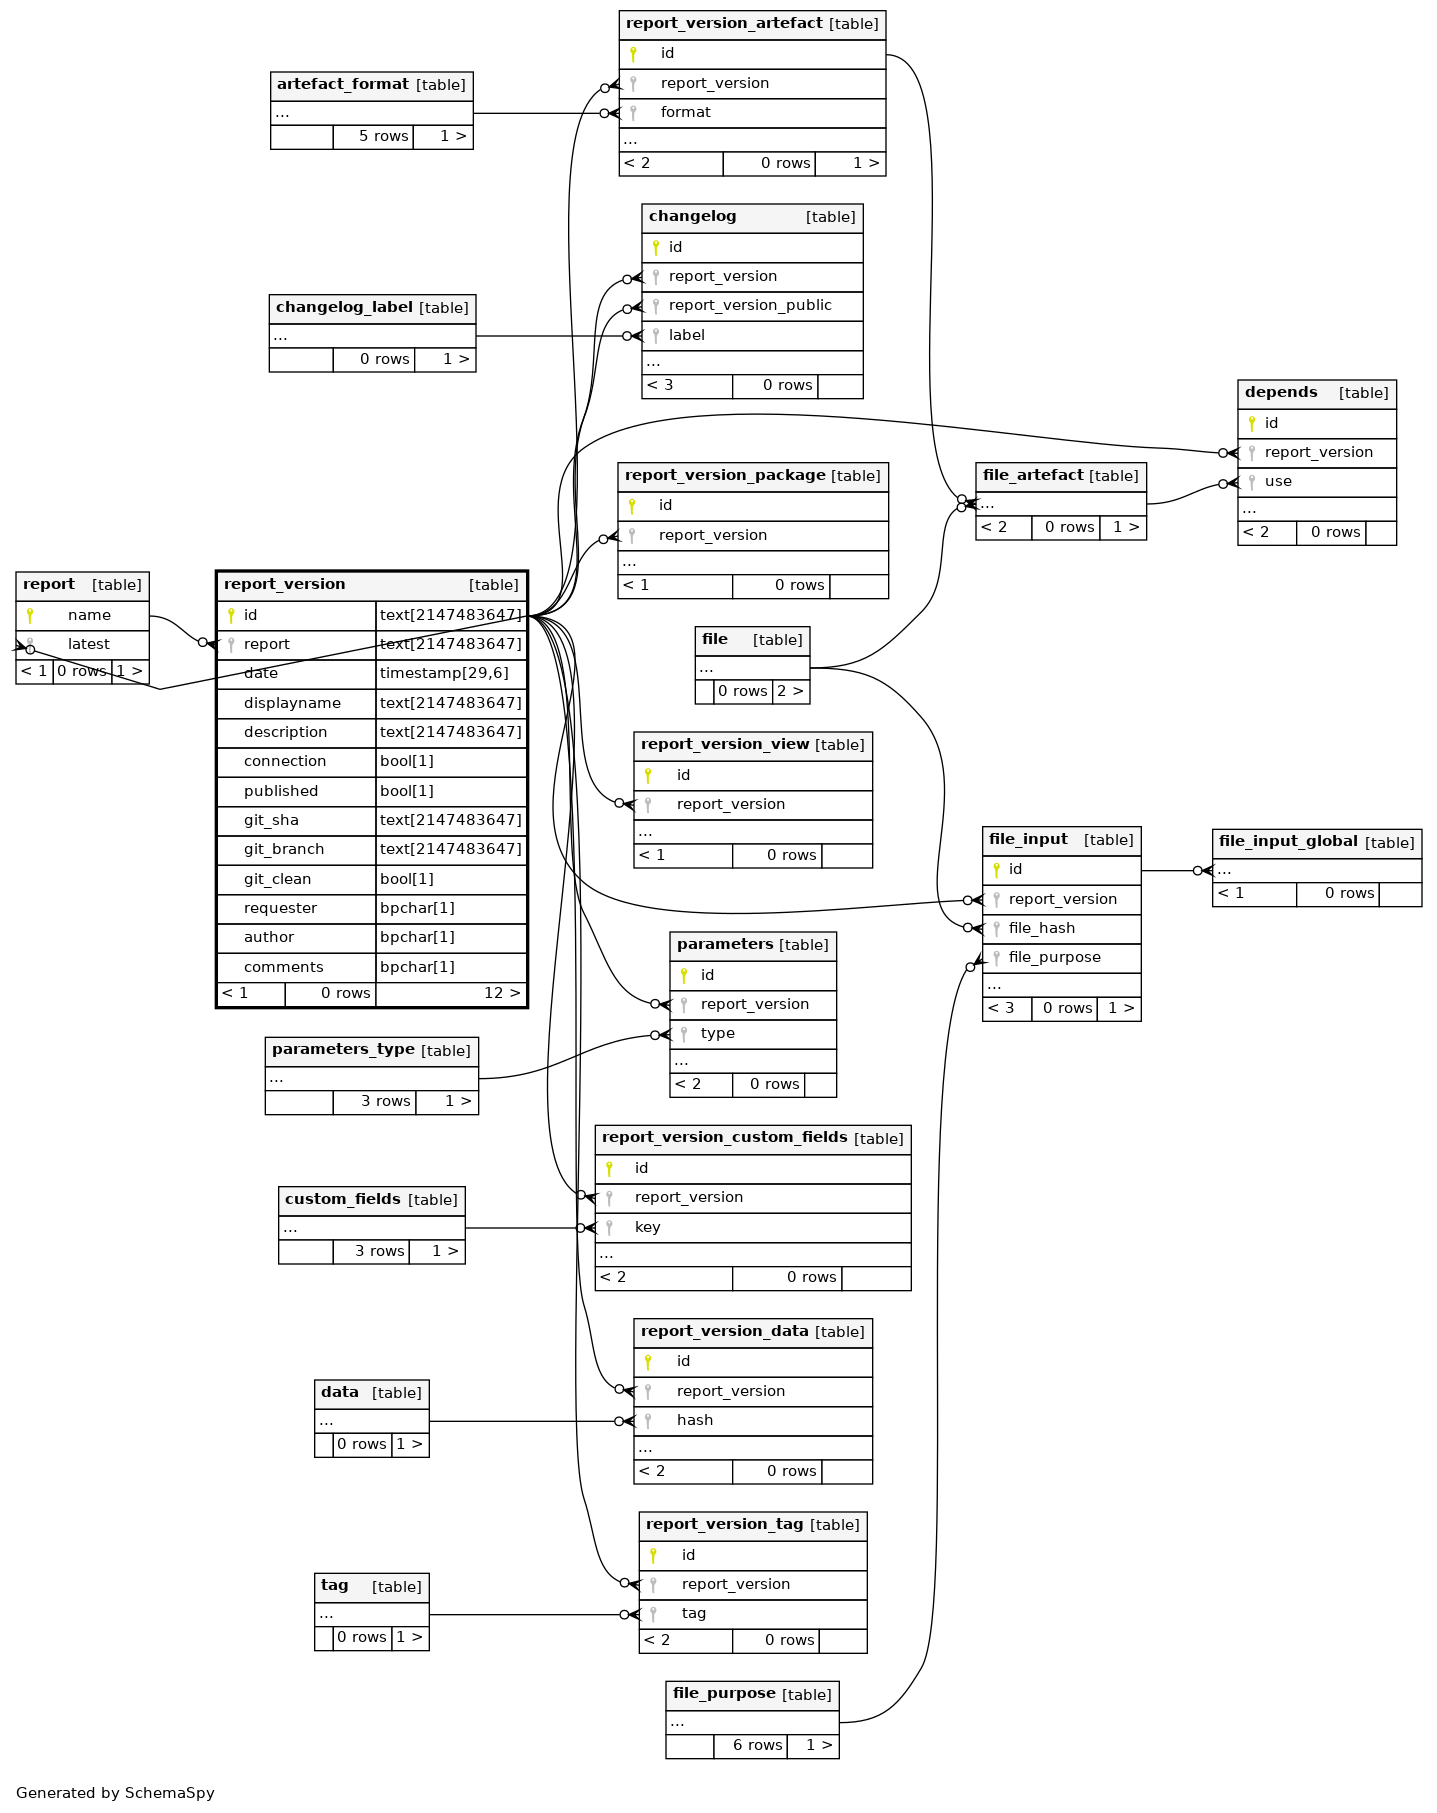 report_version_artefact [table]
id
report_version
format
...
< 2 0 rows 1 >
artefact_format [table]
...
5 rows 1 >
changelog [table]
id
report_version
report_version_public
label
...
< 3 0 rows
changelog_label [table]
...
0 rows 1 >
depends [table]
id
report_version
use
...
< 2 0 rows
report_version_package [table]
id
report_version
...
< 1 0 rows
file_artefact [table]
...
< 2 0 rows 1 >
report [table]
name
latest
< 1 0 rows 1 >
report_version [table]
id text[2147483647]
report text[2147483647]
date timestamp[29,6]
displayname text[2147483647]
description text[2147483647]
connection bool[1]
published bool[1]
git_sha text[2147483647]
git_branch text[2147483647]
git_clean bool[1]
requester bpchar[1]
author bpchar[1]
comments bpchar[1]
< 1 0 rows 12 >
file [table]
...
0 rows 2 >
report_version_view [table]
id
report_version
...
< 1 0 rows
file_input [table]
id
report_version
file_hash
file_purpose
...
< 3 0 rows 1 >
file_input_global [table]
...
< 1 0 rows
parameters [table]
id
report_version
type
...
< 2 0 rows
parameters_type [table]
...
3 rows 1 >
report_version_custom_fields [table]
id
report_version
key
...
< 2 0 rows
custom_fields [table]
...
3 rows 1 >
report_version_data [table]
id
report_version
hash
...
< 2 0 rows
data [table]
...
0 rows 1 >
report_version_tag [table]
id
report_version
tag
< 2 0 rows
tag [table]
...
0 rows 1 >
file_purpose [table]
...
6 rows 1 >
Generated by SchemaSpy